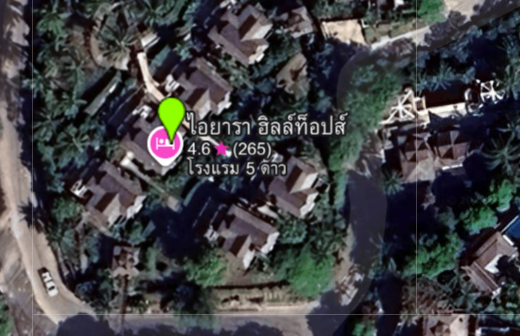 ไอยารา ฮิลล์ท็อปส์
4.6 ★ (265)
โรงแรม 5 ดาว